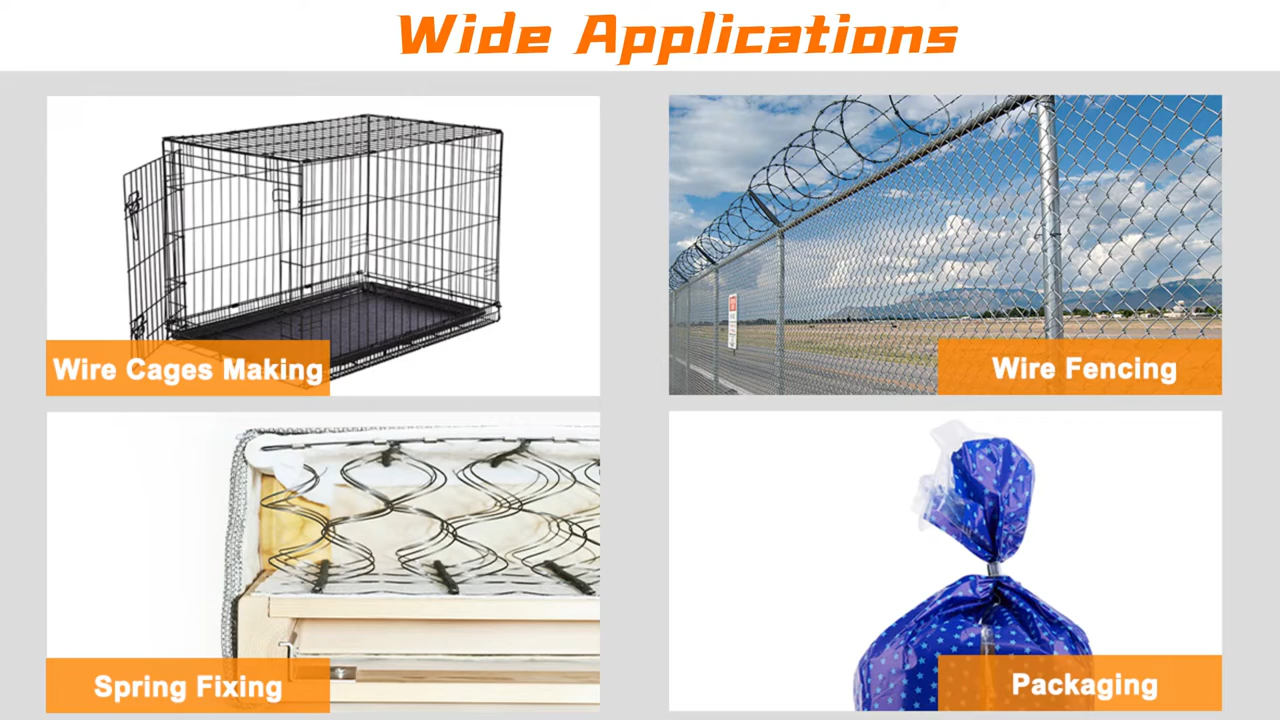 Wide Applications
Wire Cages Making
Wire Fencing
Spring Fixing
Packaging